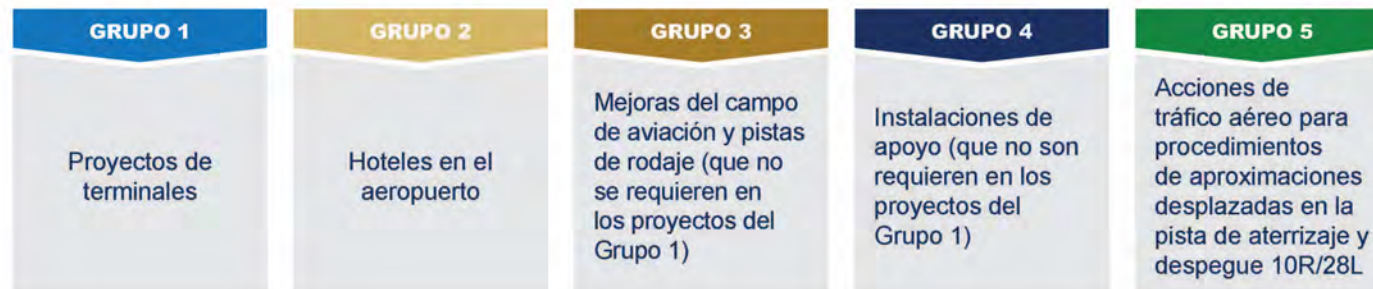 GRUPO 1
Proyectos de
terminales
GRUPO 2
Hoteles en el
aeropuerto
GRUPO 3
Mejoras del campo
de aviación y pistas
de rodaje (que no
se requieren en
los proyectos del
Grupo 1)
GRUPO 4
Instalaciones de
apoyo (que no son
requieren en los
proyectos del
Grupo 1)
GRUPO 5
Acciones de
tráfico aéreo para
procedimientos
de aproximaciones
desplazadas en la
pista de aterrizaje y
despegue 10R/28L